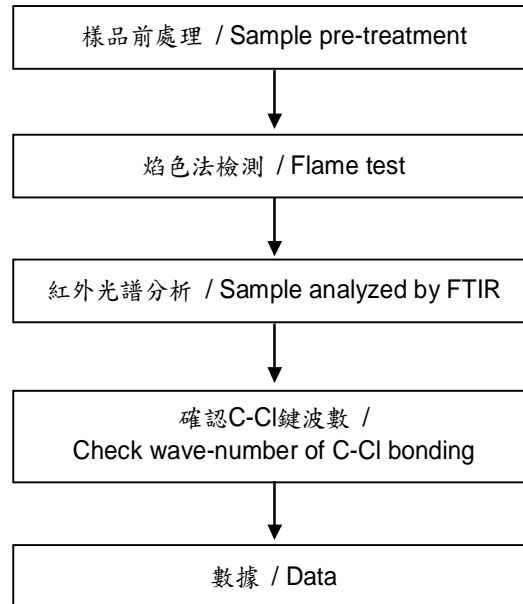 樣品前處理 / Sample pre-treatment
焰色法檢測 / Flame test
紅外光譜分析 / Sample analyzed by FTIR
確認C-Cl鍵波數 /
Check wave-number of C-Cl bonding
數據 / Data